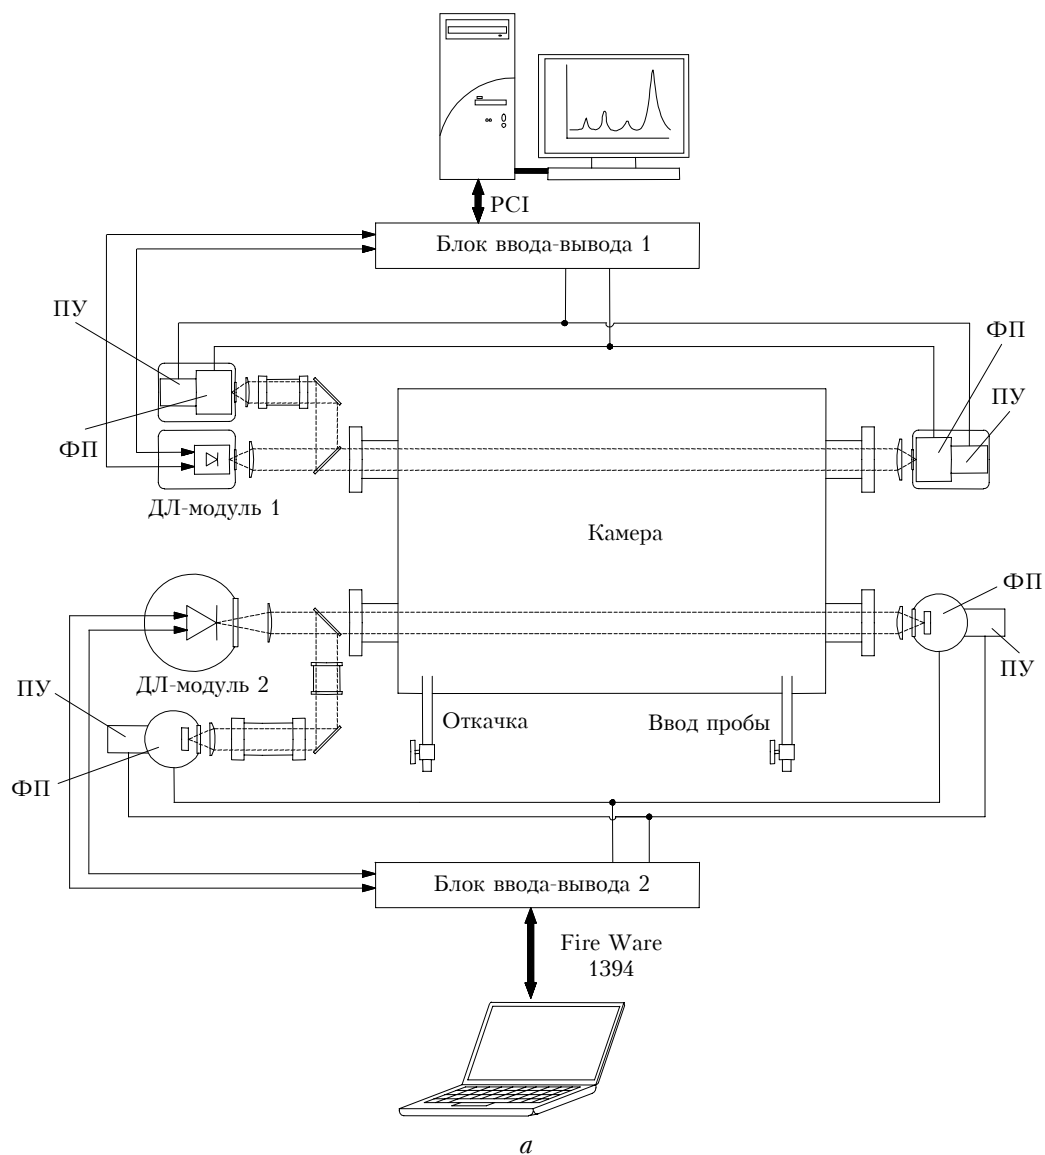 PCI
Блок ввода-вывода 1
ПУ
ФП
ФП
ПУ
ДЛ-модуль 1
Камера
ФП
ПУ
ДЛ-модуль 2
ПУ
Откачка
Ввод пробы
ФП
Блок ввода-вывода 2
Fire Ware
1394
а